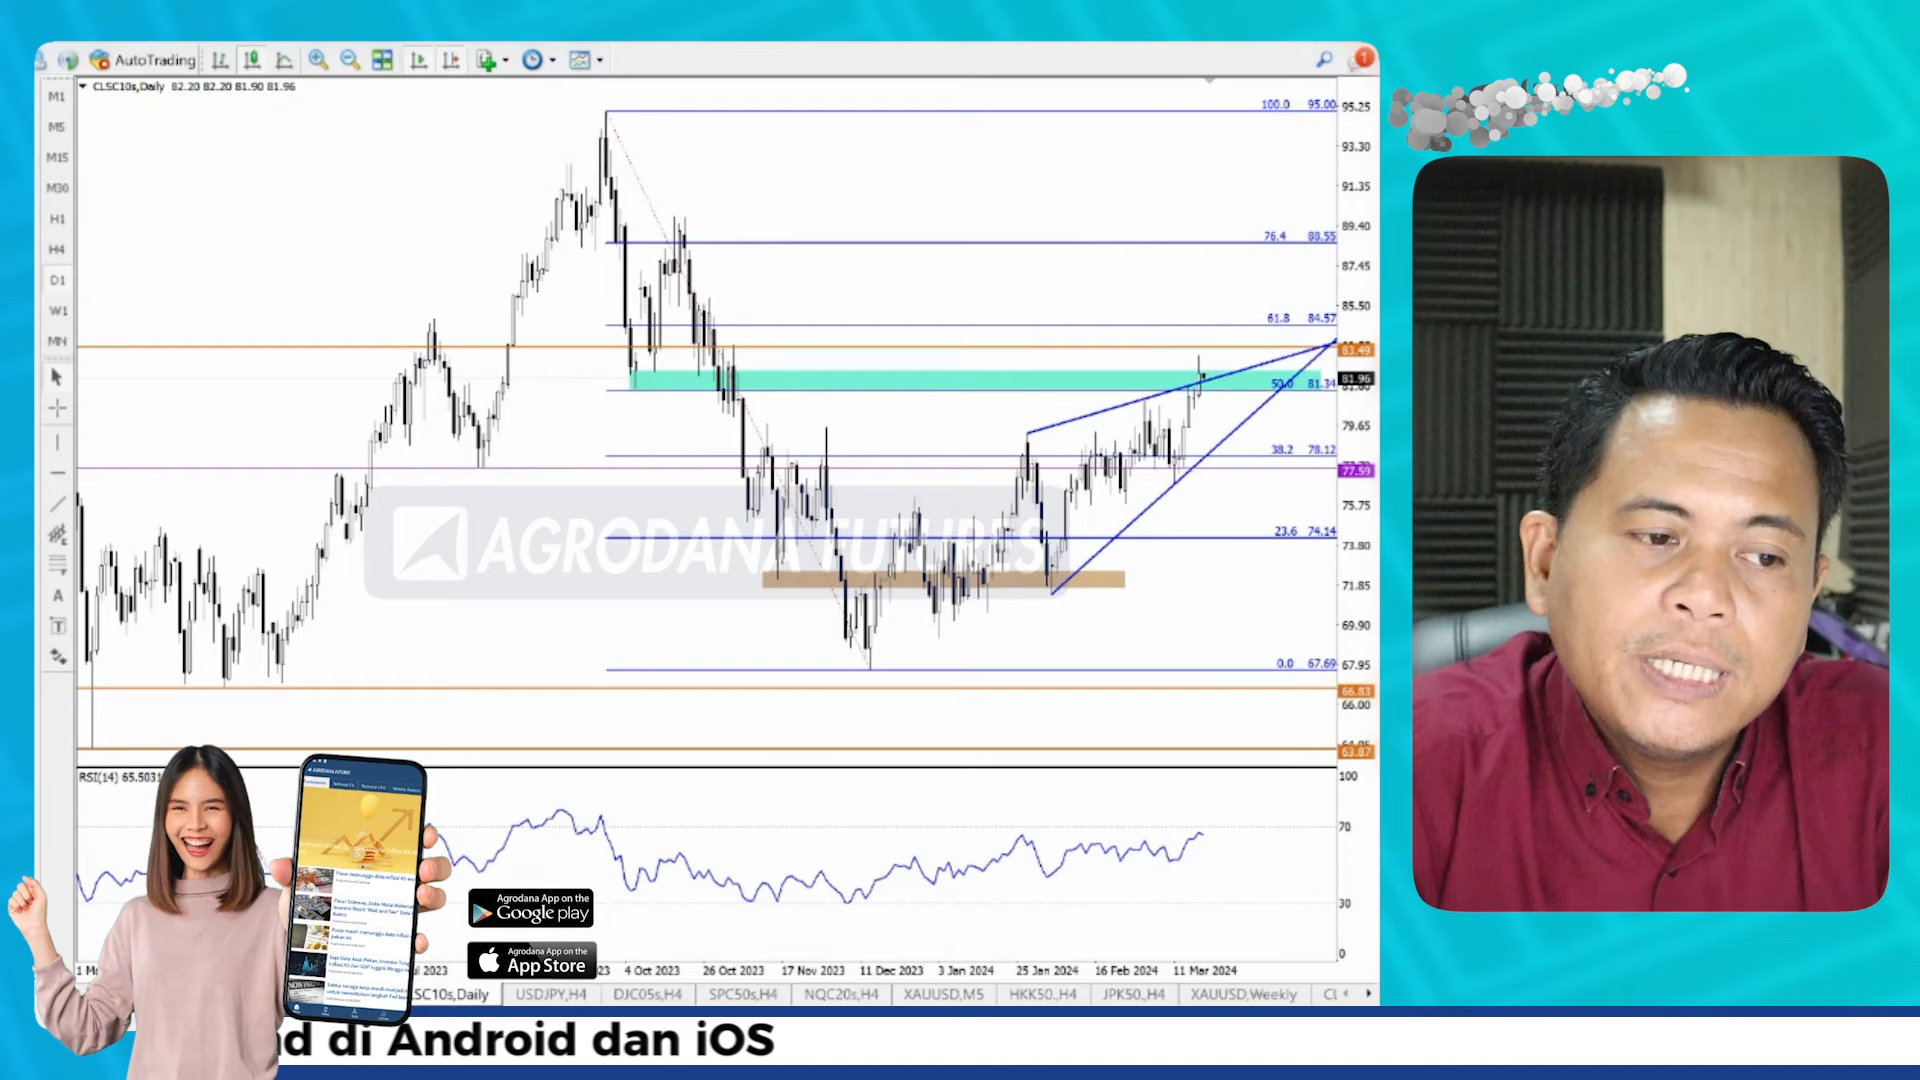 AutoTrading
1
M1
M5
M15
M30
H1
H4
D1
W1
MN
A
T
CLSC10s,Daily 82.20 82.20 81.90 81.96
100.0 95.00
76.4 88.55
61.8 84.57
50.0 81.34
38.2 78.12
23.6 74.14
0.0 67.69
95.25
93.30
91.35
89.40
87.45
85.50
83.49
81.96
79.65
77.59
75.75
73.80
71.85
69.90
67.95
66.83
66.00
63.87
AGRODANA FUTURES
RSI(14) 65.5031
100
70
30
0
4 Oct 2023
26 Oct 2023
17 Nov 2023
11 Dec 2023
3 Jan 2024
25 Jan 2024
16 Feb 2024
11 Mar 2024
SC10s,Daily
USDJPY,H4
DJC05s,H4
SPC50s,H4
NQC20s,H4
XAUUSD,M5
HKK50.,H4
JPK50.,H4
XAUUSD,Weekly
CL
AGRODANA FUTURES
Agrodana App on the
Google play
Agrodana App on the
App Store
di Android dan iOS